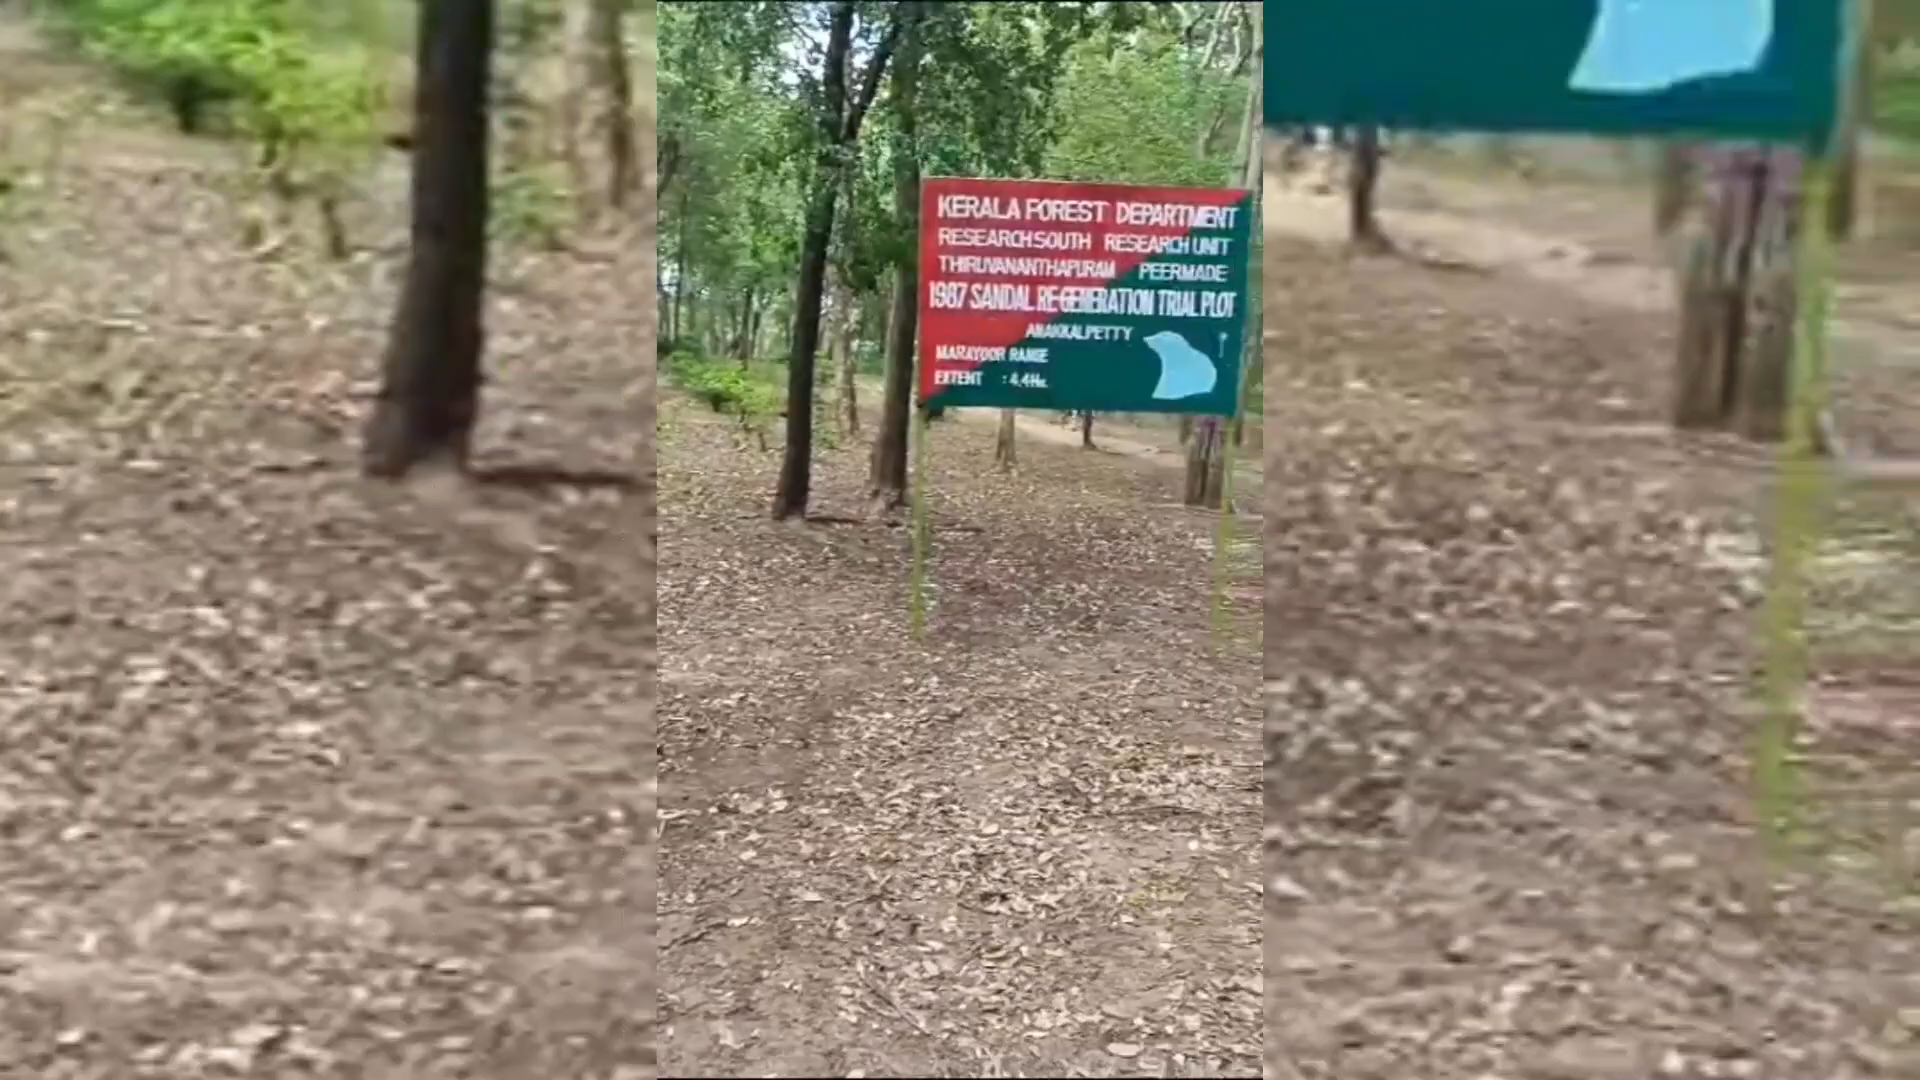 KERALA FOREST DEPARTMENT
RESEARCH SOUTH RESEARCH UNIT
THIRUVANANTHAPURAM PEERMADE
1987 SANDAL RE-GENERATION TRIAL PLOT
ANAKKALPETTY
MARAYOOR RANGE
EXTENT : 4.4Ha.